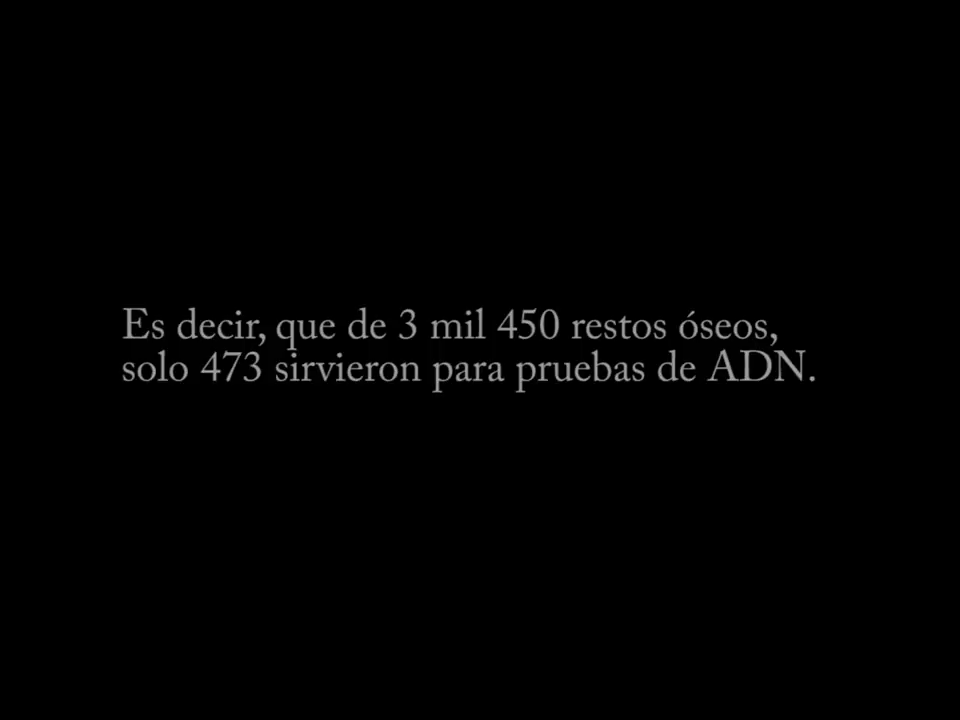 Es decir, que de 3 mil 450 restos óseos,
solo 473 sirvieron para pruebas de ADN.